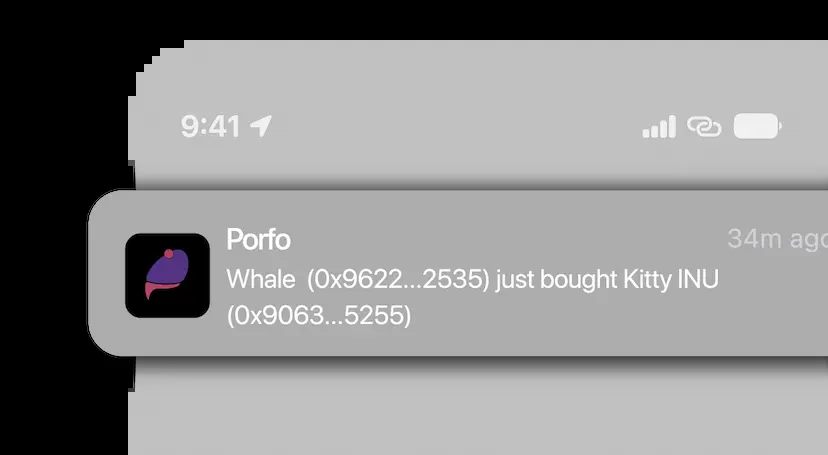 9:41
Porfo
34m ago
Whale (0x9622...2535) just bought Kitty INU
(0x9063...5255)